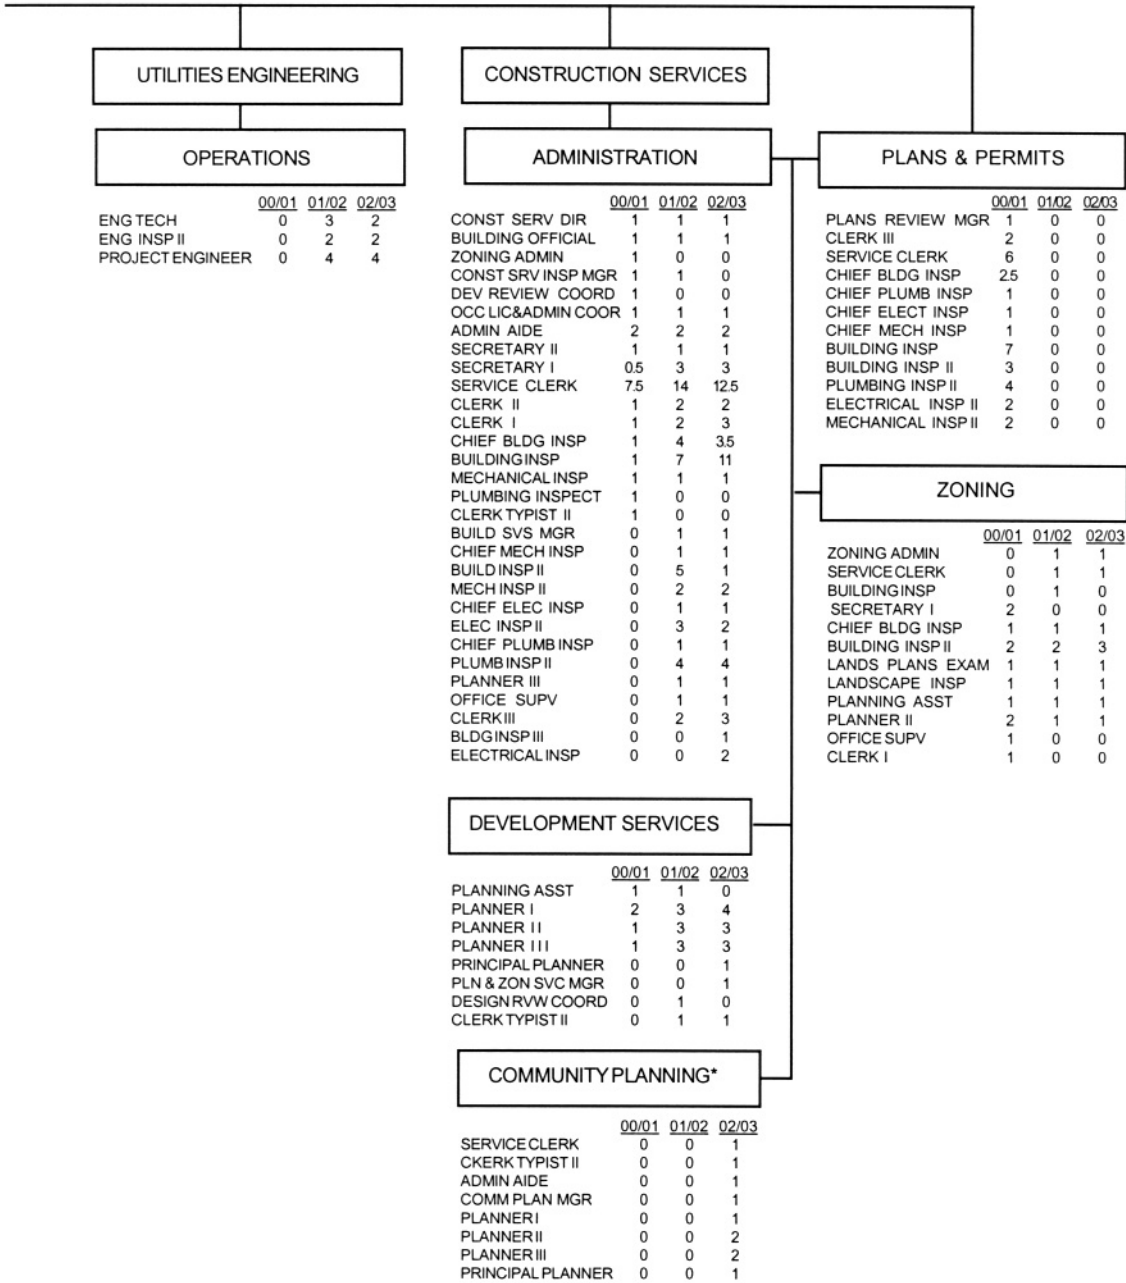 UTILITIES ENGINEERING
OPERATIONS
00/01 01/02 02/03
ENG TECH 0 3 2
ENG INSP II 0 2 2
PROJECT ENGINEER 0 4 4
CONSTRUCTION SERVICES
ADMINISTRATION
00/01 01/02 02/03
CONST SERV DIR 1 1 1
BUILDING OFFICIAL 1 1 1
ZONING ADMIN 1 0 0
CONST SRV INSP MGR 1 1 0
DEV REVIEW COORD 1 0 0
OCC LIC&ADMIN COOR 1 1 1
ADMIN AIDE 2 2 2
SECRETARY II 1 1 1
SECRETARY I 0.5 3 3
SERVICE CLERK 7.5 14 12.5
CLERK II 1 2 2
CLERK I 1 2 3
CHIEF BLDG INSP 1 4 3.5
BUILDING INSP 1 7 11
MECHANICAL INSP 1 1 1
PLUMBING INSPECT 1 0 0
CLERK TYPIST II 1 0 0
BUILD SVS MGR 0 1 1
CHIEF MECH INSP 0 1 1
BUILD INSP II 0 5 1
MECH INSP II 0 2 2
CHIEF ELEC INSP 0 1 1
ELEC INSP II 0 3 2
CHIEF PLUMB INSP 0 1 1
PLUMB INSP II 0 4 4
PLANNER III 0 1 1
OFFICE SUPV 0 1 1
CLERK III 0 2 3
BLDG INSP III 0 0 1
ELECTRICAL INSP 0 0 2
PLANS & PERMITS
00/01 01/02 02/03
PLANS REVIEW MGR 1 0 0
CLERK III 2 0 0
SERVICE CLERK 6 0 0
CHIEF BLDG INSP 2.5 0 0
CHIEF PLUMB INSP 1 0 0
CHIEF ELECT INSP 1 0 0
CHIEF MECH INSP 1 0 0
BUILDING INSP 7 0 0
BUILDING INSP II 3 0 0
PLUMBING INSP II 4 0 0
ELECTRICAL INSP II 2 0 0
MECHANICAL INSP II 2 0 0
ZONING
00/01 01/02 02/03
ZONING ADMIN 0 1 1
SERVICE CLERK 0 1 1
BUILDING INSP 0 1 0
SECRETARY I 2 0 0
CHIEF BLDG INSP 1 1 1
BUILDING INSP II 2 2 3
LANDS PLANS EXAM 1 1 1
LANDSCAPE INSP 1 1 1
PLANNING ASST 1 1 1
PLANNER II 2 1 1
OFFICE SUPV 1 0 0
CLERK I 1 0 0
DEVELOPMENT SERVICES
00/01 01/02 02/03
PLANNING ASST 1 1 0
PLANNER I 2 3 4
PLANNER II 1 3 3
PLANNER III 1 3 3
PRINCIPAL PLANNER 0 0 1
PLN & ZON SVC MGR 0 0 1
DESIGN RVW COORD 0 1 0
CLERK TYPIST II 0 1 1
COMMUNITY PLANNING*
00/01 01/02 02/03
SERVICE CLERK 0 0 1
CKERK TYPIST II 0 0 1
ADMIN AIDE 0 0 1
COMM PLAN MGR 0 0 1
PLANNER I 0 0 1
PLANNER II 0 0 2
PLANNER III 0 0 2
PRINCIPAL PLANNER 0 0 1